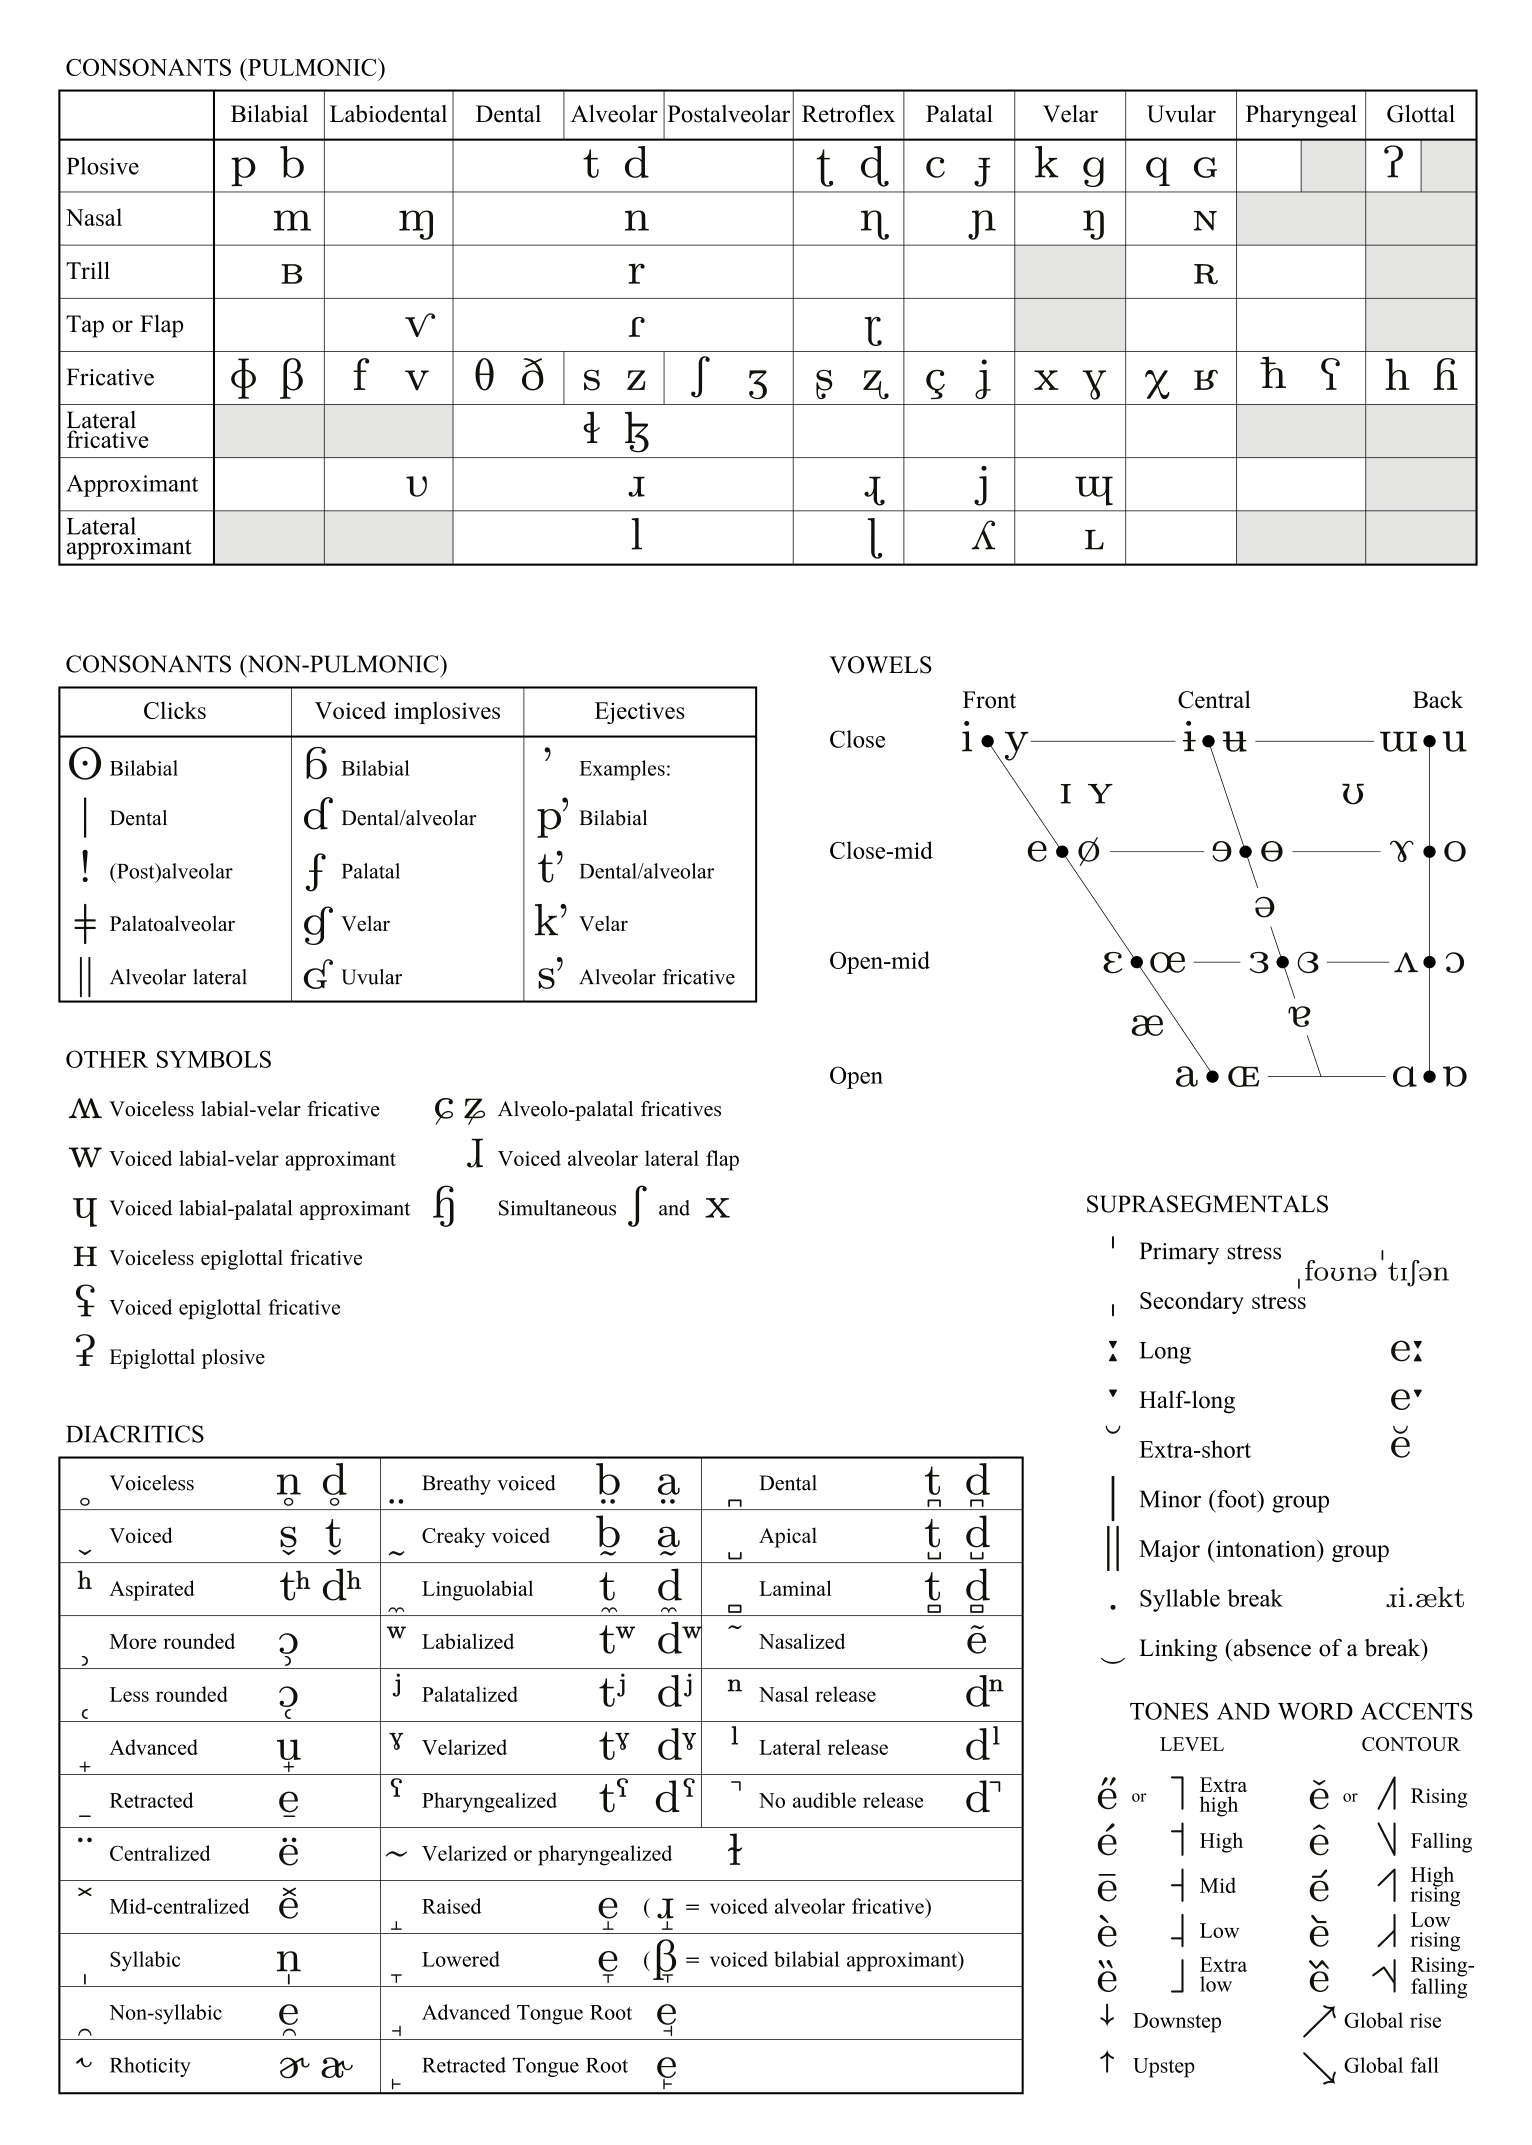 CONSONANTS (PULMONIC)
Bilabial Labiodental Dental Alveolar Postalveolar Retroflex Palatal Velar Uvular Pharyngeal Glottal
Plosive p b t d ʈ ɖ c ɟ k ɡ q ɢ ʔ
Nasal m ɱ n ɳ ɲ ŋ ɴ
Trill ʙ r ʀ
Tap or Flap ⱱ ɾ ɽ
Fricative ɸ β f v θ ð s z ʃ ʒ ʂ ʐ ç ʝ x ɣ χ ʁ ħ ʕ h ɦ
Lateral
fricative ɬ ɮ
Approximant ʋ ɹ ɻ j ɰ
Lateral
approximant l ɭ ʎ ʟ
CONSONANTS (NON-PULMONIC)
Clicks Voiced implosives Ejectives
ʘ Bilabial ɓ Bilabial ʼ Examples:
ǀ Dental ɗ Dental/alveolar pʼ Bilabial
ǃ (Post)alveolar ʄ Palatal tʼ Dental/alveolar
ǂ Palatoalveolar ɠ Velar kʼ Velar
ǁ Alveolar lateral ʛ Uvular sʼ Alveolar fricative
VOWELS
Front Central Back
Close i y ɨ ʉ ɯ u
ɪ ʏ ʊ
Close-mid e ø ɘ ɵ ɤ o
ə
Open-mid ɛ œ ɜ ɞ ʌ ɔ
æ ɐ
Open a ɶ ɑ ɒ
OTHER SYMBOLS
ʍ Voiceless labial-velar fricative ɕ ʑ Alveolo-palatal fricatives
w Voiced labial-velar approximant ɺ Voiced alveolar lateral flap
ɥ Voiced labial-palatal approximant ɧ Simultaneous ʃ and x
ʜ Voiceless epiglottal fricative
ʢ Voiced epiglottal fricative
ʡ Epiglottal plosive
SUPRASEGMENTALS
ˈ Primary stress
ˌfoʊnəˈtɪʃən
ˌ Secondary stress
ː Long eː
ˑ Half-long eˑ
̆ Extra-short ĕ
| Minor (foot) group
‖ Major (intonation) group
. Syllable break ɹi.ækt
‿ Linking (absence of a break)
DIACRITICS
̥ Voiceless n̥ d̥ ̤ Breathy voiced b̤ a̤ ̪ Dental t̪ d̪
̬ Voiced s̬ t̬ ̰ Creaky voiced b̰ a̰ ̺ Apical t̺ d̺
ʰ Aspirated tʰ dʰ ̼ Linguolabial t̼ d̼ ̻ Laminal t̻ d̻
̹ More rounded ɔ̹ ʷ Labialized tʷ dʷ ̃ Nasalized ẽ
̜ Less rounded ɔ̜ ʲ Palatalized tʲ dʲ ⁿ Nasal release dⁿ
̟ Advanced u̟ ˠ Velarized tˠ dˠ ˡ Lateral release dˡ
̠ Retracted e̠ ˤ Pharyngealized tˤ dˤ ̚ No audible release d̚
̈ Centralized ë ̴ Velarized or pharyngealized ɫ
̽ Mid-centralized e̽ ̝ Raised e̝ (ɹ̝ = voiced alveolar fricative)
̩ Syllabic n̩ ̞ Lowered e̞ (β̞ = voiced bilabial approximant)
̯ Non-syllabic e̯ ̘ Advanced Tongue Root e̘
˞ Rhoticity ɚ a˞ ̙ Retracted Tongue Root e̙
TONES AND WORD ACCENTS
LEVEL CONTOUR
e̋ or ˥ Extra high ě or ˩˥ Rising
é ˦ High ê ˥˩ Falling
ē ˧ Mid e᷄ ˦˥ High rising
è ˨ Low e᷅ ˩˨ Low rising
ȅ ˩ Extra low e᷈ ˧˦˧ Rising-falling
↓ Downstep ↗ Global rise
↑ Upstep ↘ Global fall